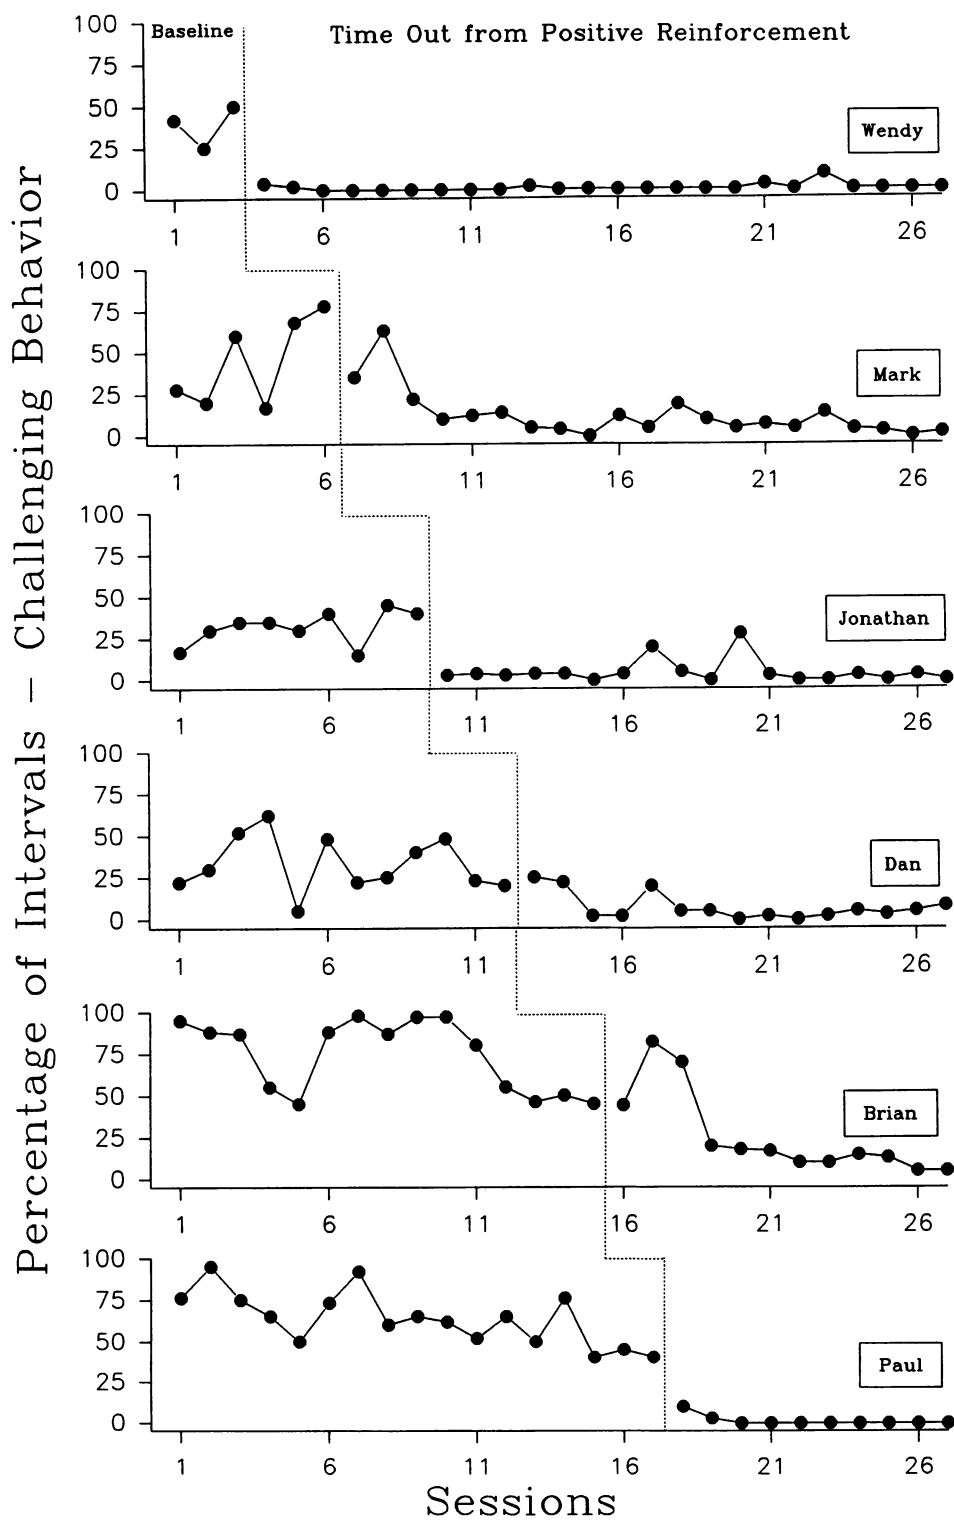 Percentage of Intervals – Challenging Behavior
Baseline Time Out from Positive Reinforcement
100
75
50
25
0
Wendy
1 6 11 16 21 26
100
75
50
25
0
Mark
1 6 11 16 21 26
100
75
50
25
0
Jonathan
1 6 11 16 21 26
100
75
50
25
0
Dan
1 6 11 16 21 26
100
75
50
25
0
Brian
1 6 11 16 21 26
100
75
50
25
0
Paul
1 6 11 16 21 26
Sessions